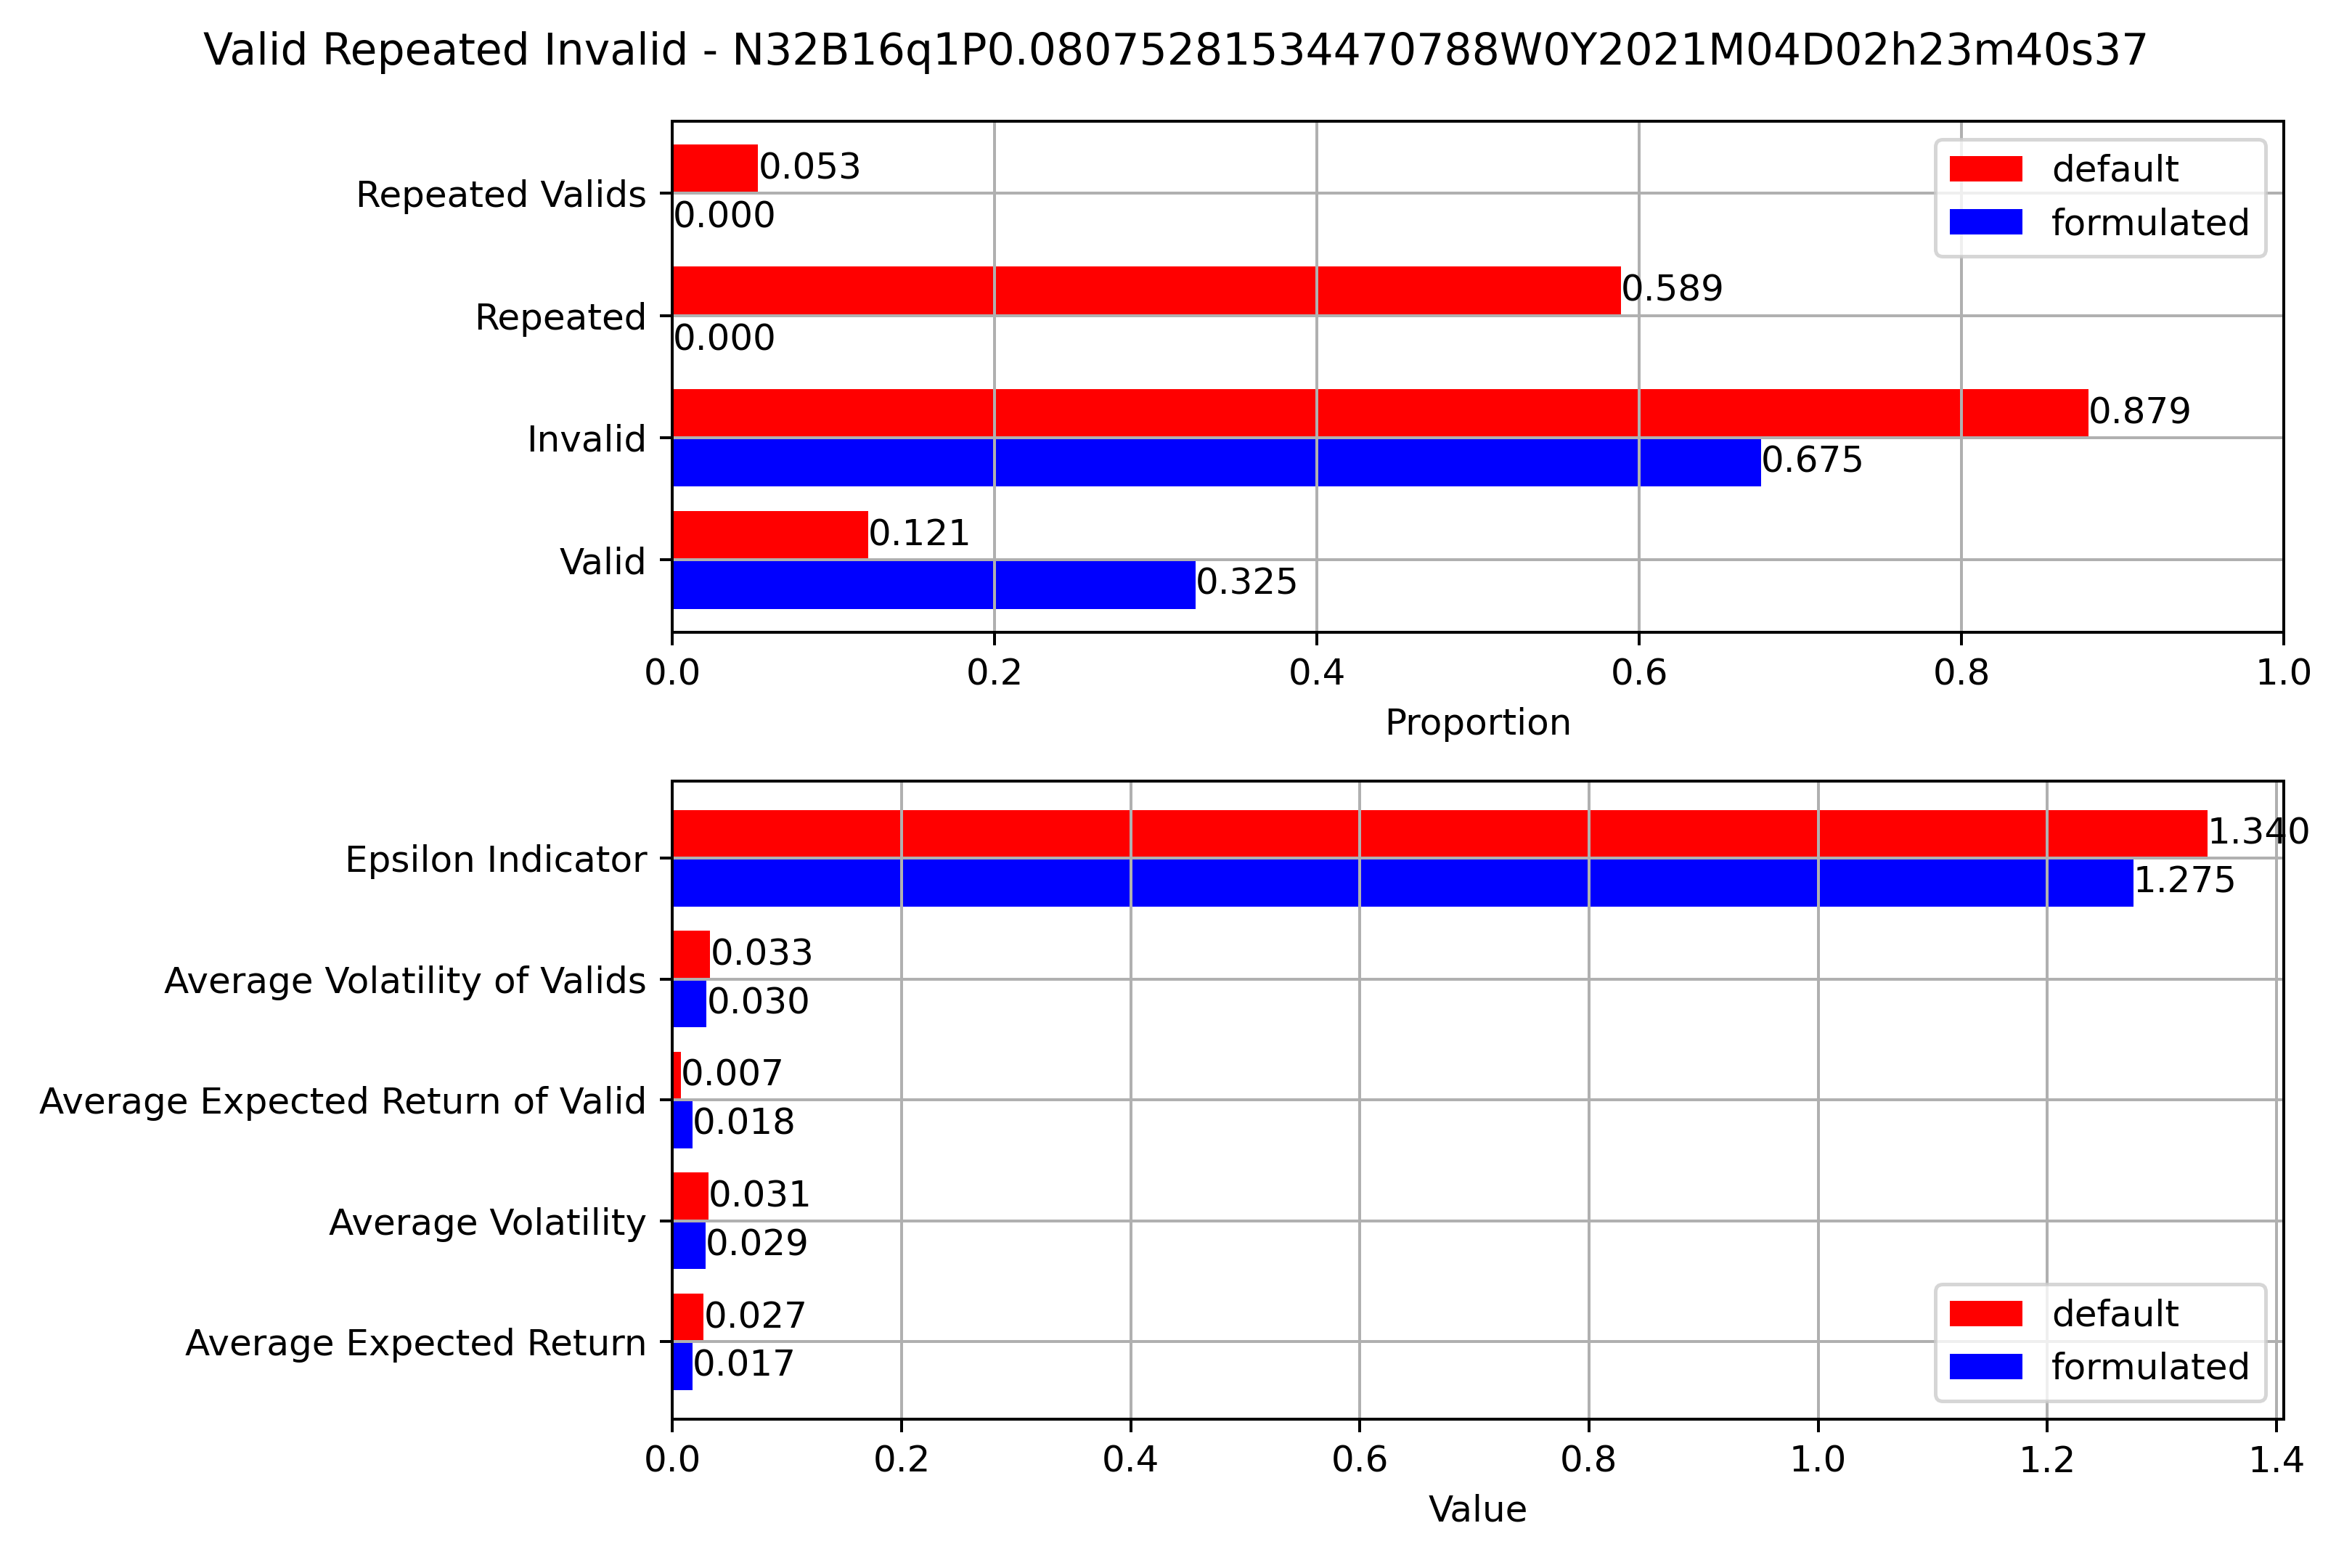 Valid Repeated Invalid - N32B16q1P0.08075281534470788W0Y2021M04D02h23m40s37
Repeated Valids
0.053
0.000
Repeated
0.589
0.000
Invalid
0.879
0.675
Valid
0.121
0.325
default
formulated
0.0 0.2 0.4 0.6 0.8 1.0
Proportion
Epsilon Indicator
1.340
1.275
Average Volatility of Valids
0.033
0.030
Average Expected Return of Valid
0.007
0.018
Average Volatility
0.031
0.029
Average Expected Return
0.027
0.017
default
formulated
0.0 0.2 0.4 0.6 0.8 1.0 1.2 1.4
Value